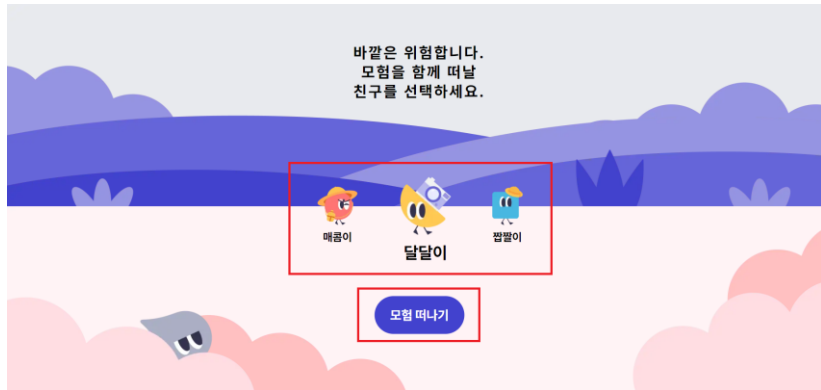 바깥은 위험합니다.
모험을 함께 떠날
친구를 선택하세요.
매콤이
달달이
짭짤이
모험 떠나기